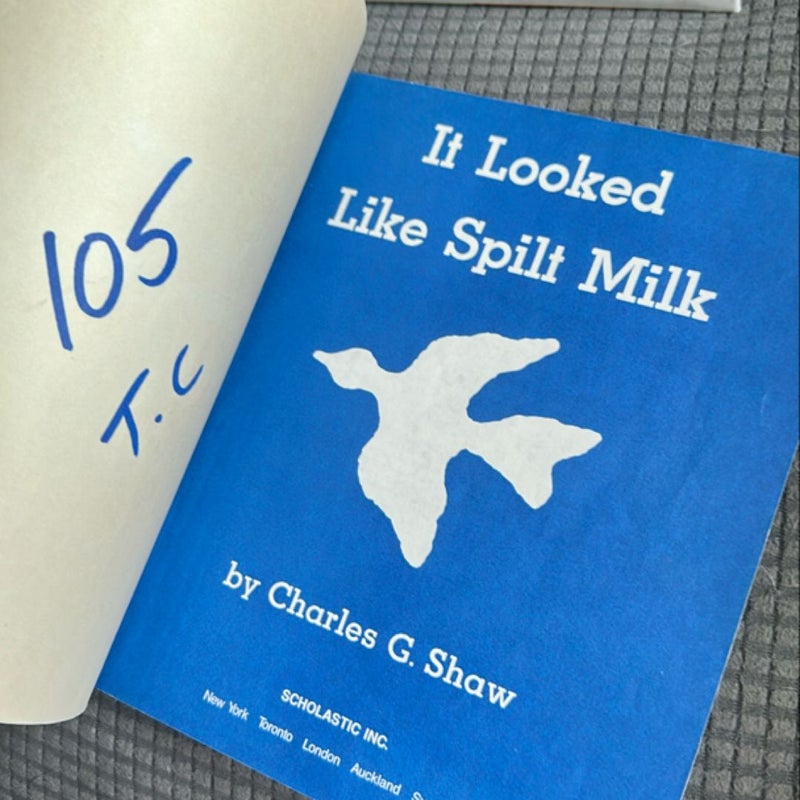 105
T.C
It Looked
Like Spilt Milk
by Charles G. Shaw
SCHOLASTIC INC.
New York Toronto London Auckland